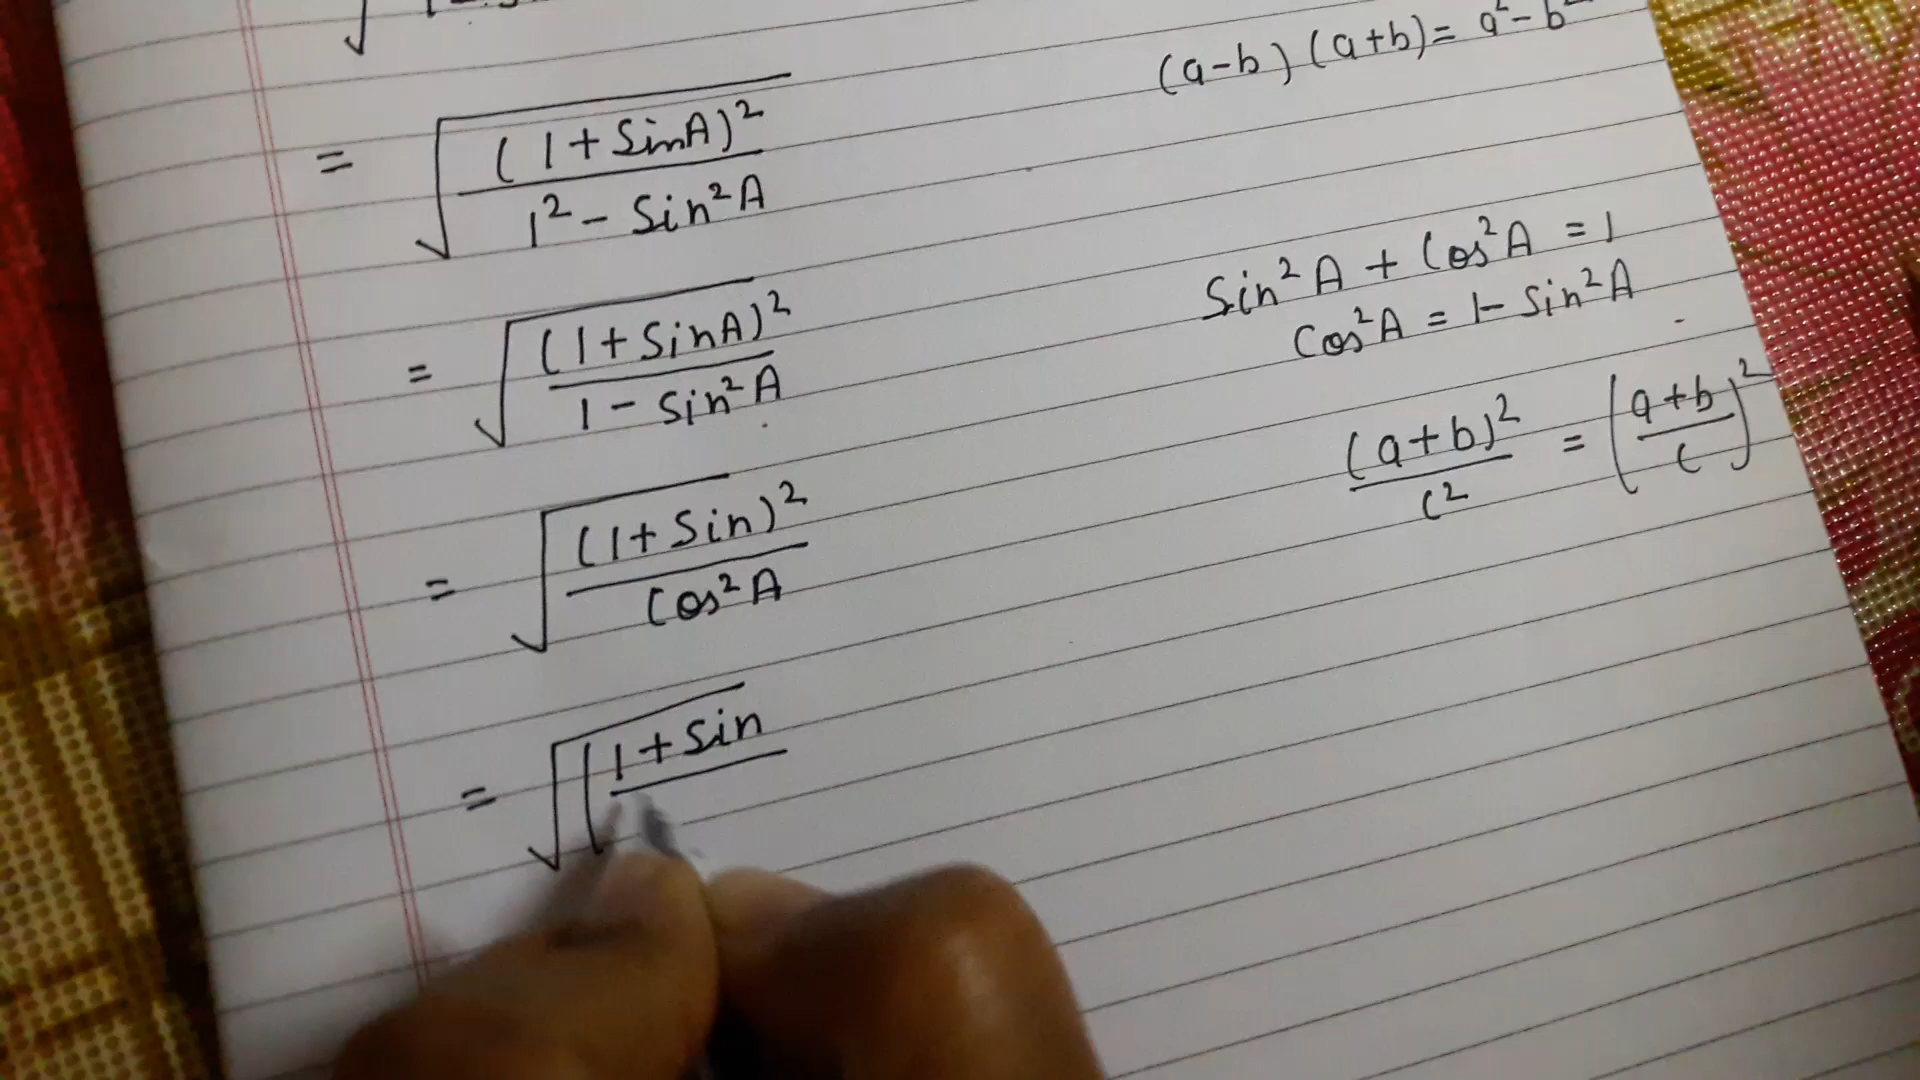 (a-b) (a+b) = a² - b²
= √((1+SinA)² / 1² - Sin²A)
= √((1+SinA)² / 1 - Sin²A)
Sin²A + Cos²A = 1
Cos²A = 1 - Sin²A
(a+b)² / c² = ((a+b) / c)²
= √((1+Sin)² / Cos²A)
= √( (1+Sin /